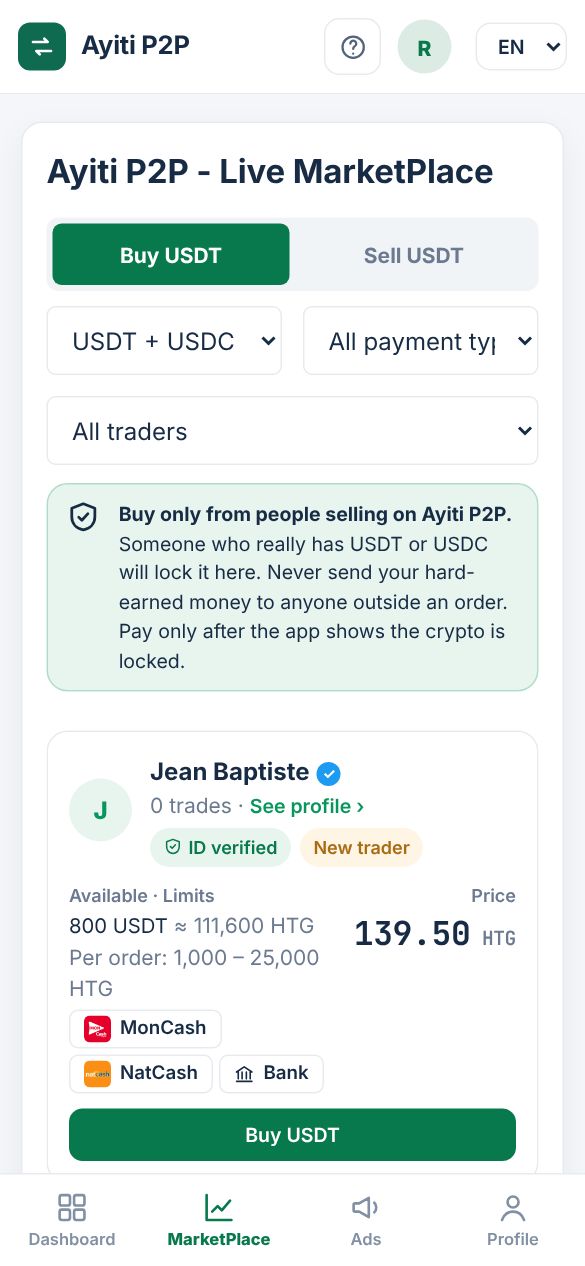 Ayiti P2P
R
EN
Ayiti P2P - Live MarketPlace
Buy USDT
Sell USDT
USDT + USDC
All payment typ
All traders
Buy only from people selling on Ayiti P2P.
Someone who really has USDT or USDC
will lock it here. Never send your hard-
earned money to anyone outside an order.
Pay only after the app shows the crypto is
locked.
J
Jean Baptiste
0 trades · See profile ›
ID verified
New trader
Available · Limits
Price
800 USDT ≈ 111,600 HTG
139.50 HTG
Per order: 1,000 – 25,000
HTG
MonCash
NatCash
Bank
Buy USDT
Dashboard
MarketPlace
Ads
Profile